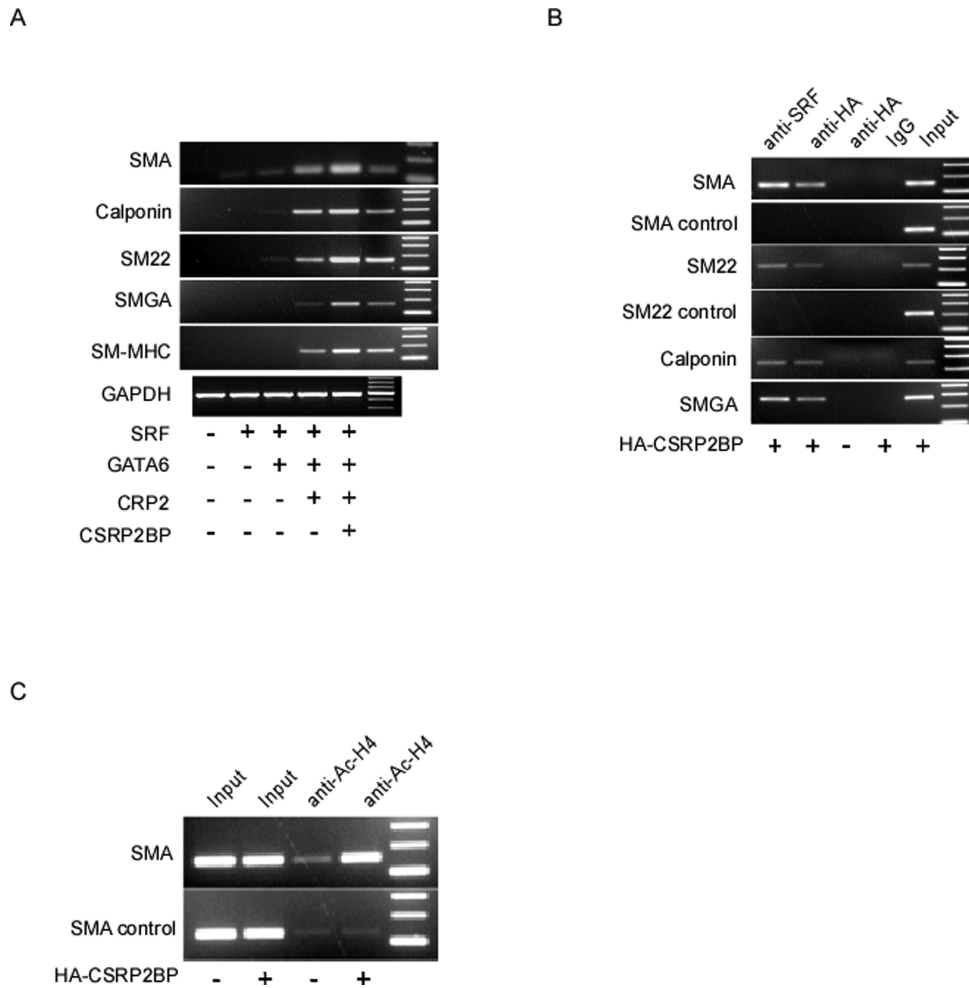 A
SMA
Calponin
SM22
SMGA
SM-MHC
GAPDH
SRF - + + + +
GATA6 - - + + +
CRP2 - - - + +
CSRP2BP - - - - +
B
anti-SRF anti-HA anti-HA IgG Input
SMA
SMA control
SM22
SM22 control
Calponin
SMGA
HA-CSRP2BP + + - + +
C
Input Input anti-Ac-H4 anti-Ac-H4
SMA
SMA control
HA-CSRP2BP - + - +